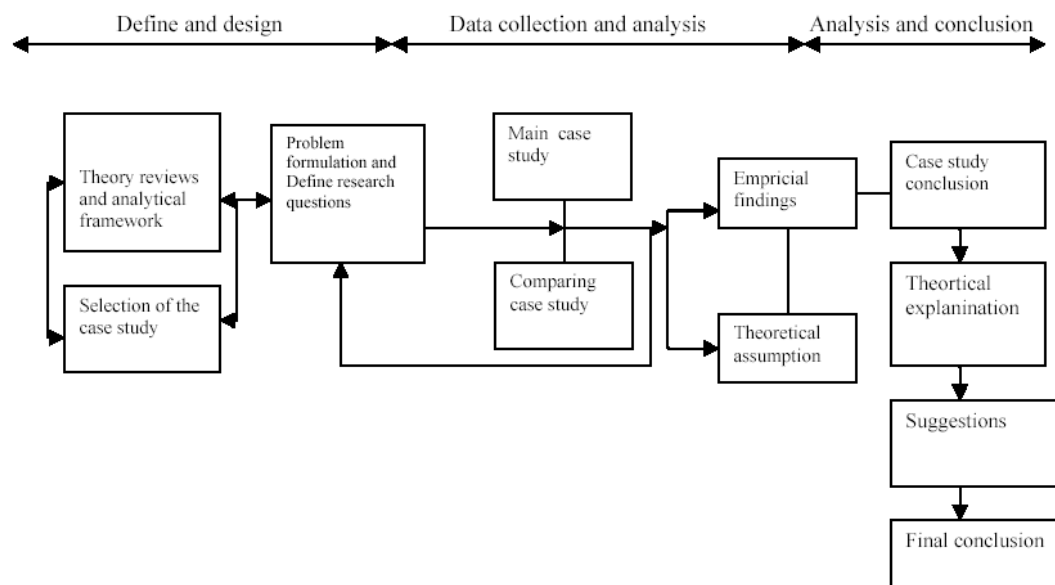 Define and design
Data collection and analysis
Analysis and conclusion
Theory reviews
and analytical
framework
Selection of the
case study
Problem
formulation and
Define research
questions
Main case
study
Comparing
case study
Empricial
findings
Theoretical
assumption
Case study
conclusion
Theortical
explanination
Suggestions
Final conclusion